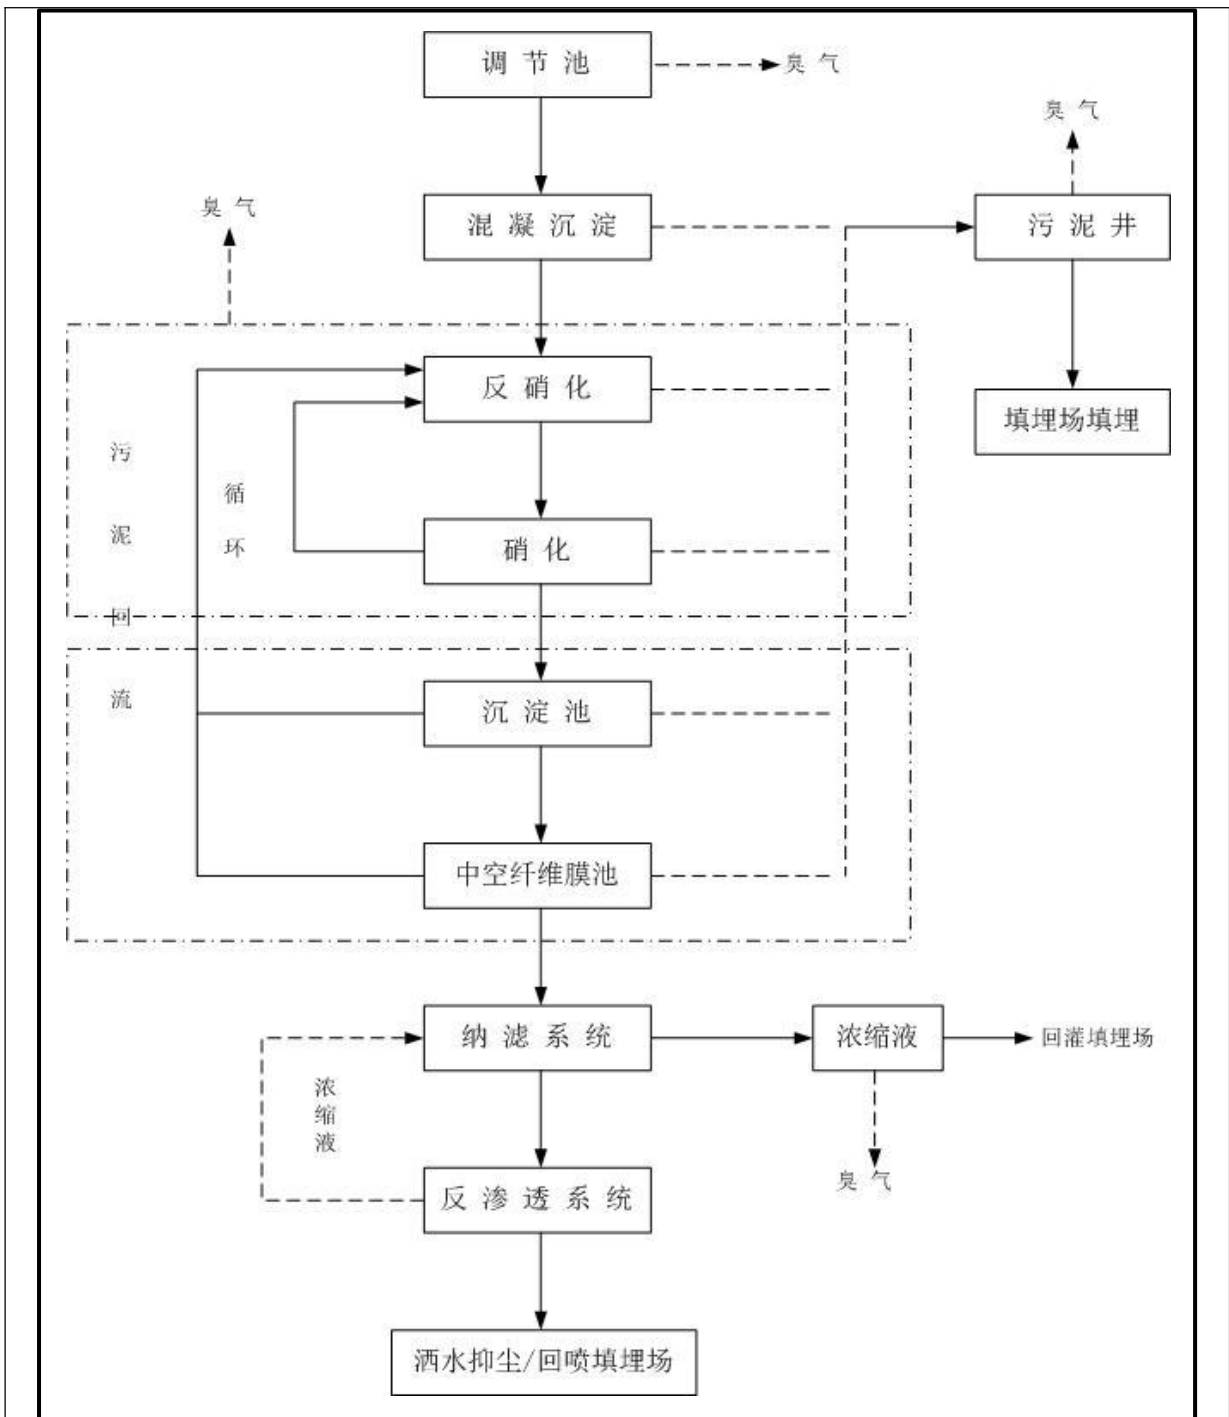 调节池
臭气
臭气
臭气
混凝沉淀
污泥井
反硝化
填埋场填埋
污泥回流
循环
硝化
沉淀池
中空纤维膜池
纳滤系统
浓缩液
回灌填埋场
浓缩液
臭气
反渗透系统
洒水抑尘/回喷填埋场